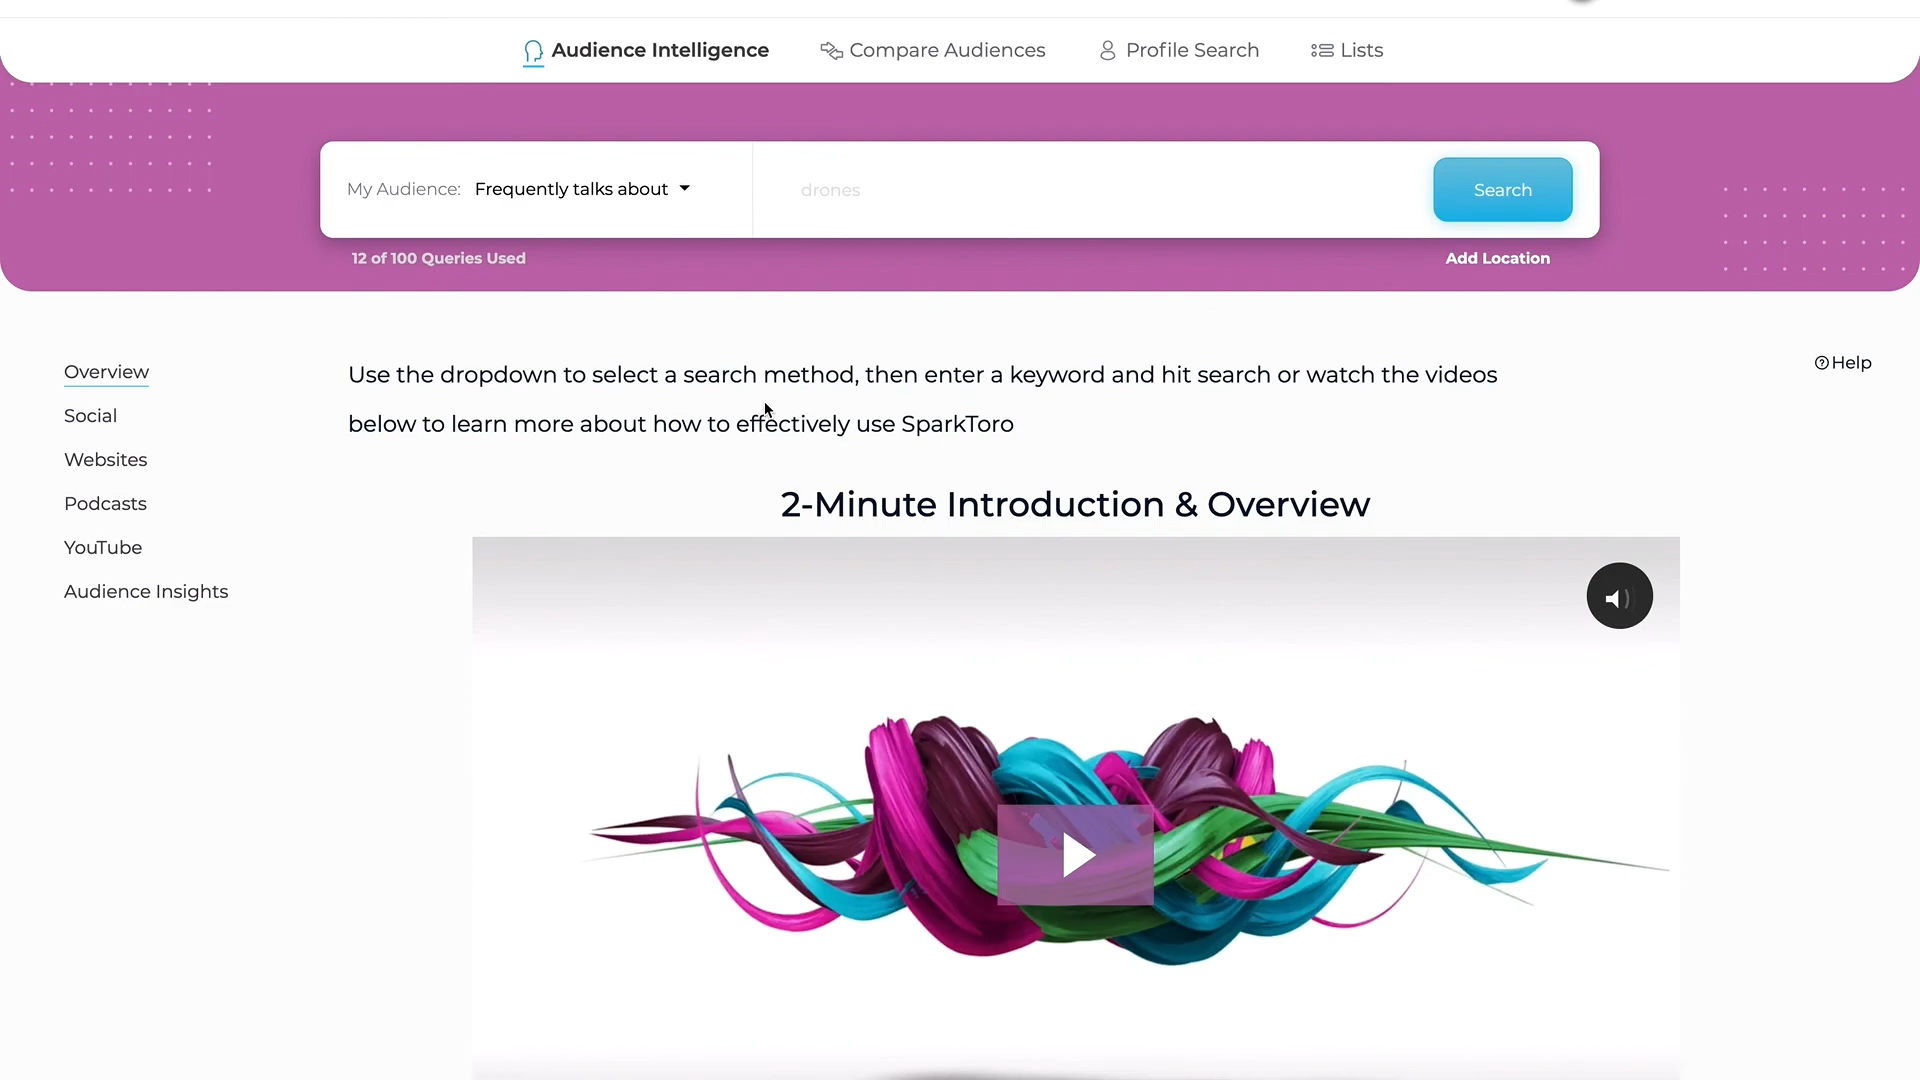 Audience Intelligence
Compare Audiences
Profile Search
Lists
My Audience: Frequently talks about
drones
Search
12 of 100 Queries Used
Add Location
Overview
Social
Websites
Podcasts
YouTube
Audience Insights
Use the dropdown to select a search method, then enter a keyword and hit search or watch the videos
below to learn more about how to effectively use SparkToro
Help
2-Minute Introduction & Overview